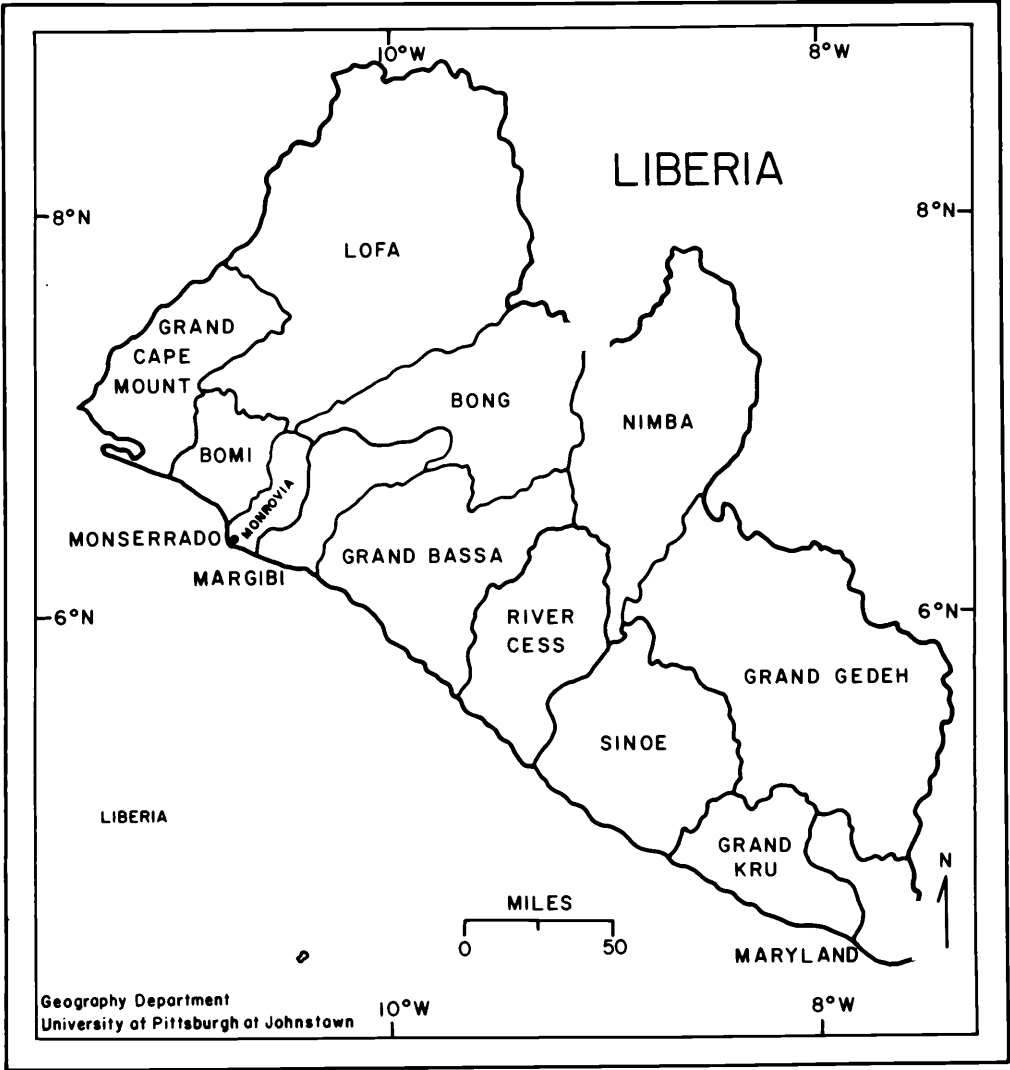 10°W
8°W
LIBERIA
8°N
8°N
LOFA
GRAND
CAPE
MOUNT
BONG
NIMBA
BOMI
MONROVIA
MONSERRADO
MARGIBI
GRAND BASSA
6°N
6°N
RIVER
CESS
GRAND GEDEH
SINOE
LIBERIA
GRAND
KRU
N
MILES
0
50
MARYLAND
Geography Department
University at Pittsburgh at Johnstown
10°W
8°W